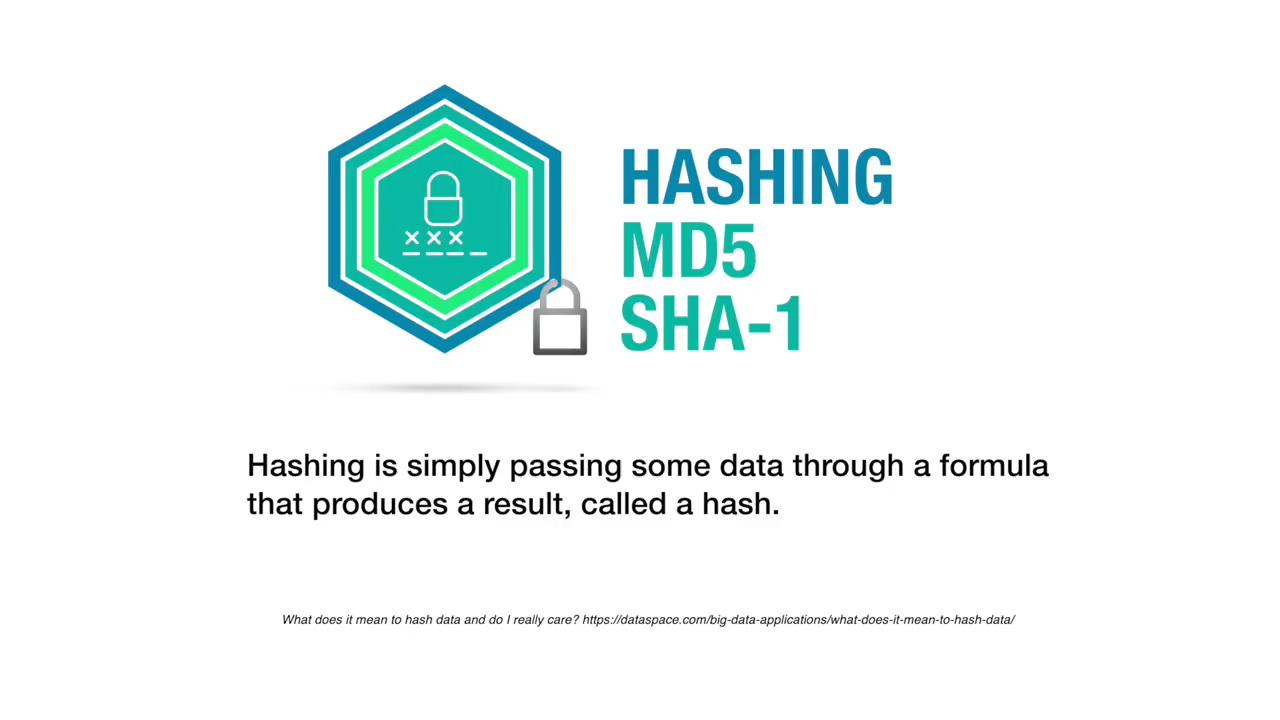 HASHING
MD5
SHA-1
Hashing is simply passing some data through a formula
that produces a result, called a hash.
What does it mean to hash data and do I really care? https://dataspace.com/big-data-applications/what-does-it-mean-to-hash-data/